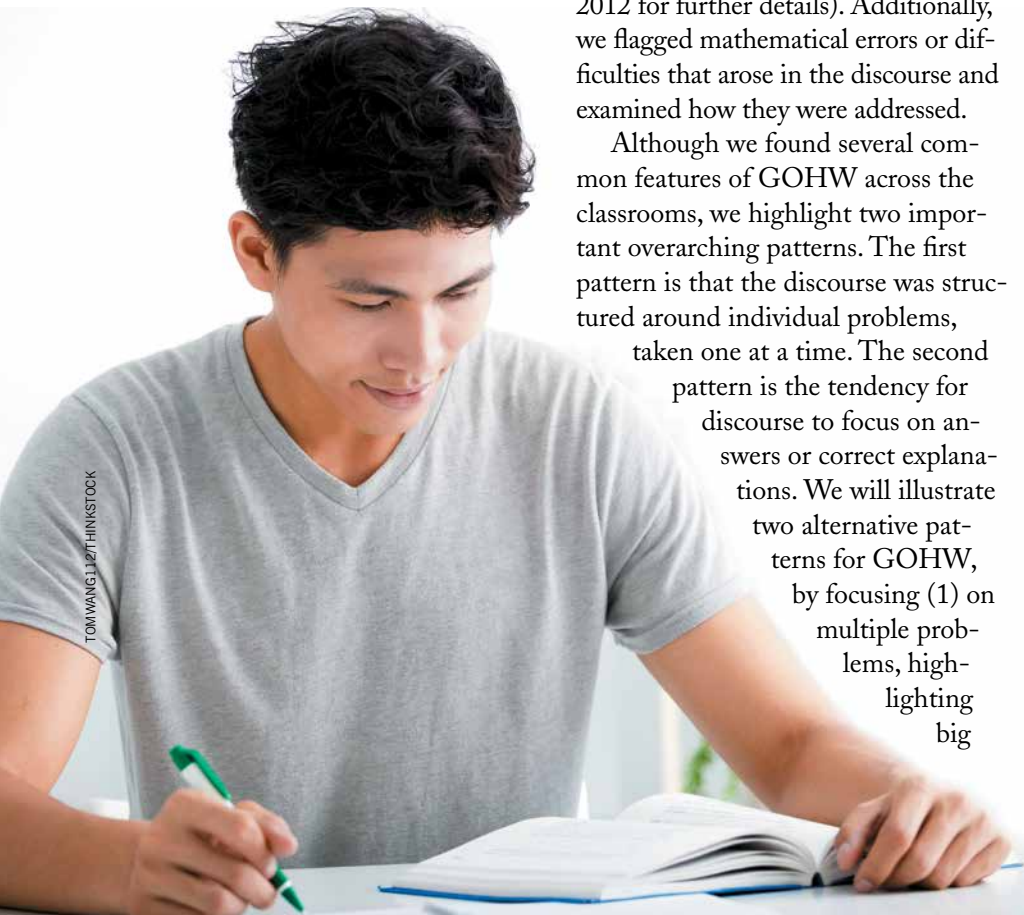 2012 for further details). Additionally,
we flagged mathematical errors or dif-
ficulties that arose in the discourse and
examined how they were addressed.
Although we found several com-
mon features of GOHW across the
classrooms, we highlight two impor-
tant overarching patterns. The first
pattern is that the discourse was struc-
tured around individual problems,
taken one at a time. The second
pattern is the tendency for
discourse to focus on an-
swers or correct explana-
tions. We will illustrate
two alternative pat-
terns for GOHW,
by focusing (1) on
multiple prob-
lems, high-
lighting
big
TOMWANG112/THINKSTOCK